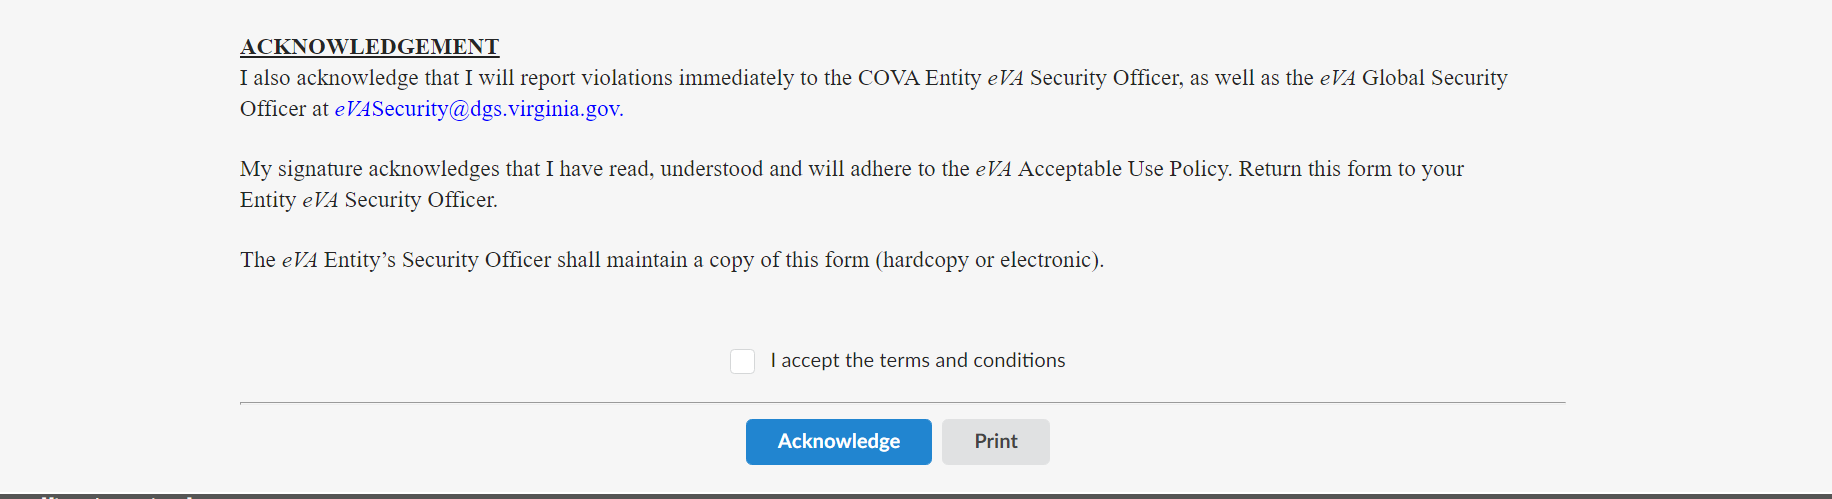 ACKNOWLEDGEMENT
I also acknowledge that I will report violations immediately to the COVA Entity eVA Security Officer, as well as the eVA Global Security
Officer at eVASecurity@dgs.virginia.gov.
My signature acknowledges that I have read, understood and will adhere to the eVA Acceptable Use Policy. Return this form to your
Entity eVA Security Officer.
The eVA Entity’s Security Officer shall maintain a copy of this form (hardcopy or electronic).
I accept the terms and conditions
Acknowledge
Print